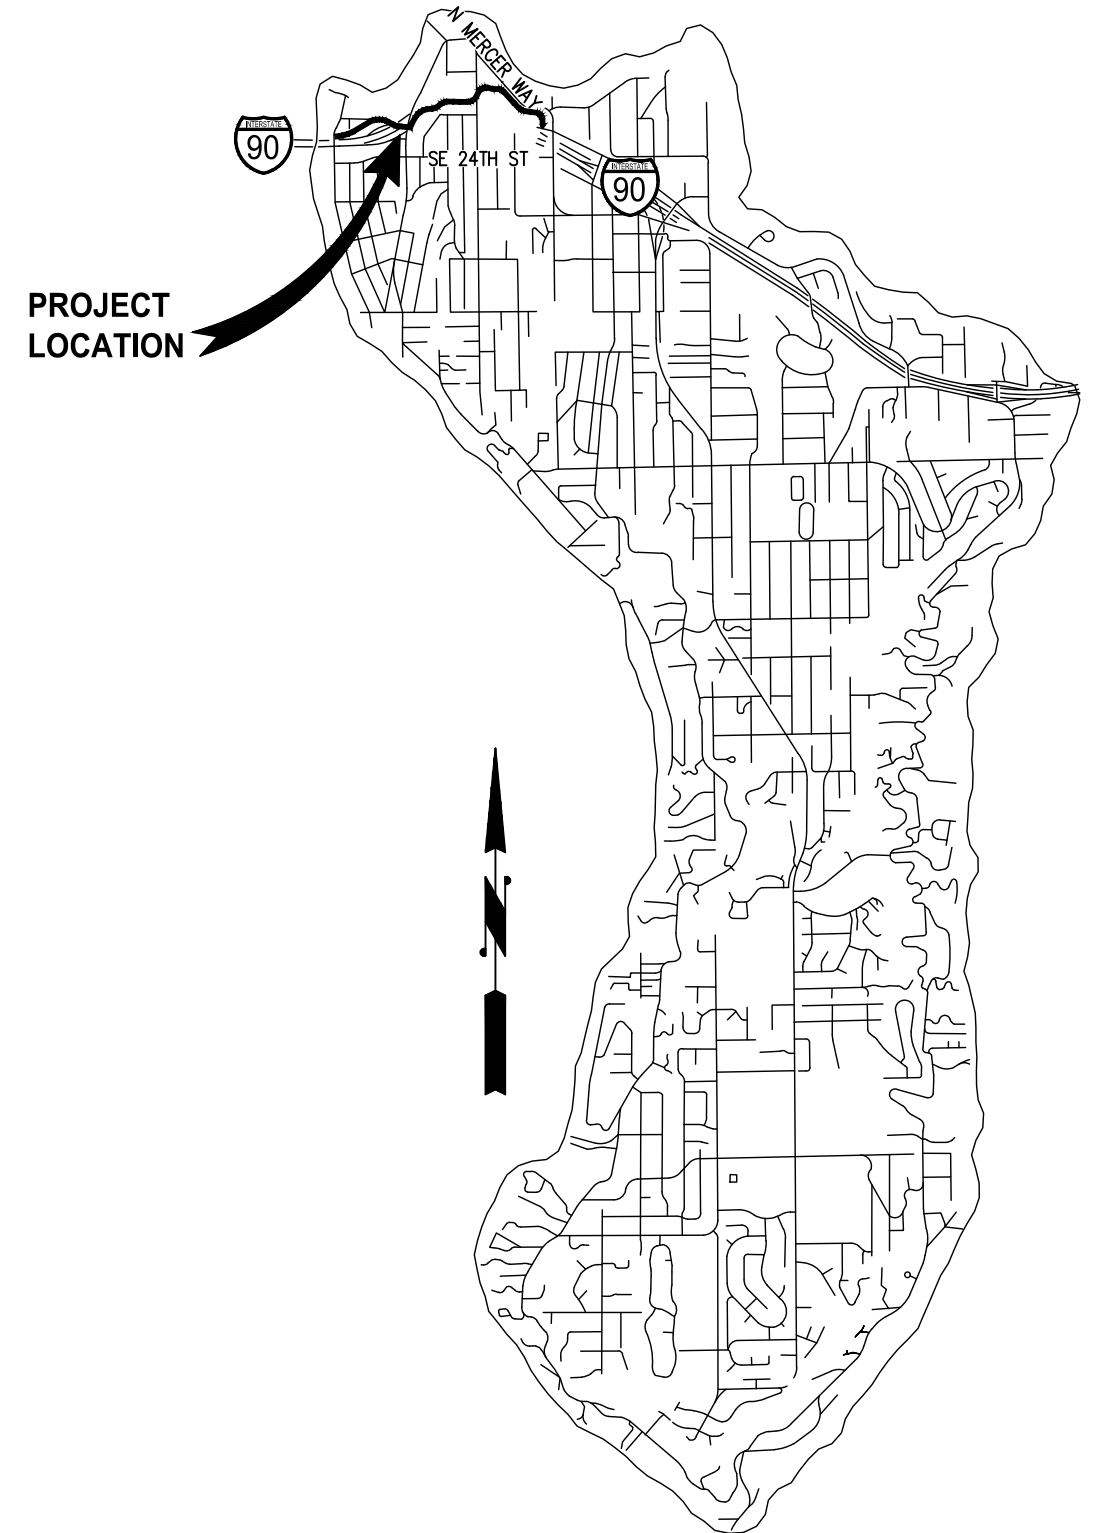 N MERCER WAY
INTERSTATE
90
SE 24TH ST
INTERSTATE
90
PROJECT
LOCATION
N